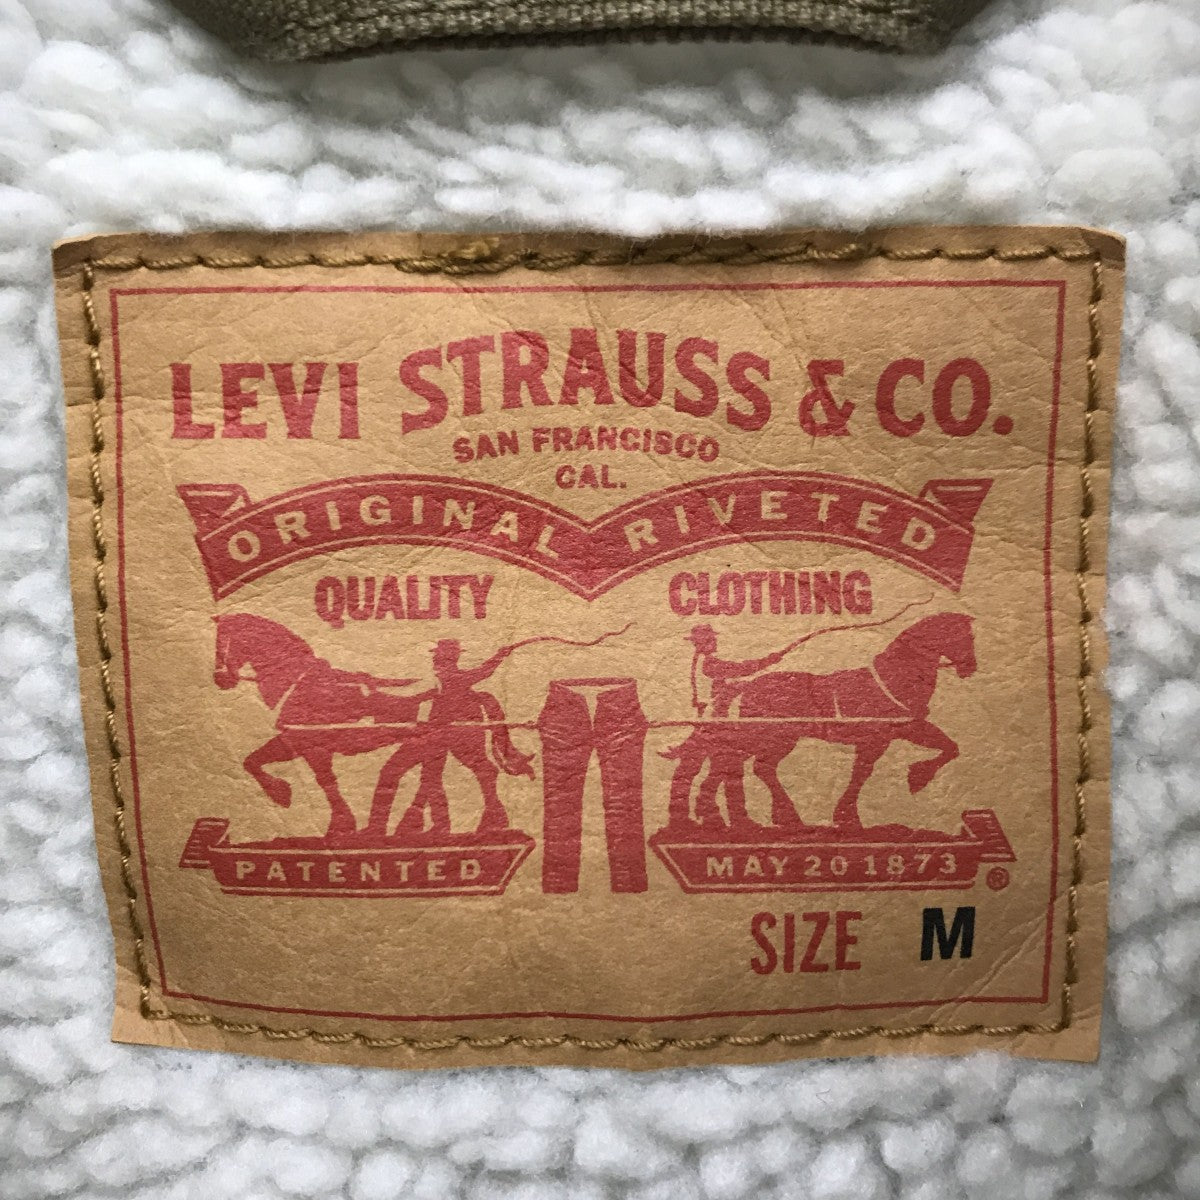 LEVI STRAUSS & CO.
SAN FRANCISCO
CAL.
ORIGINAL RIVETED
QUALITY CLOTHING
PATENTED MAY 20 1873 ®
SIZE M